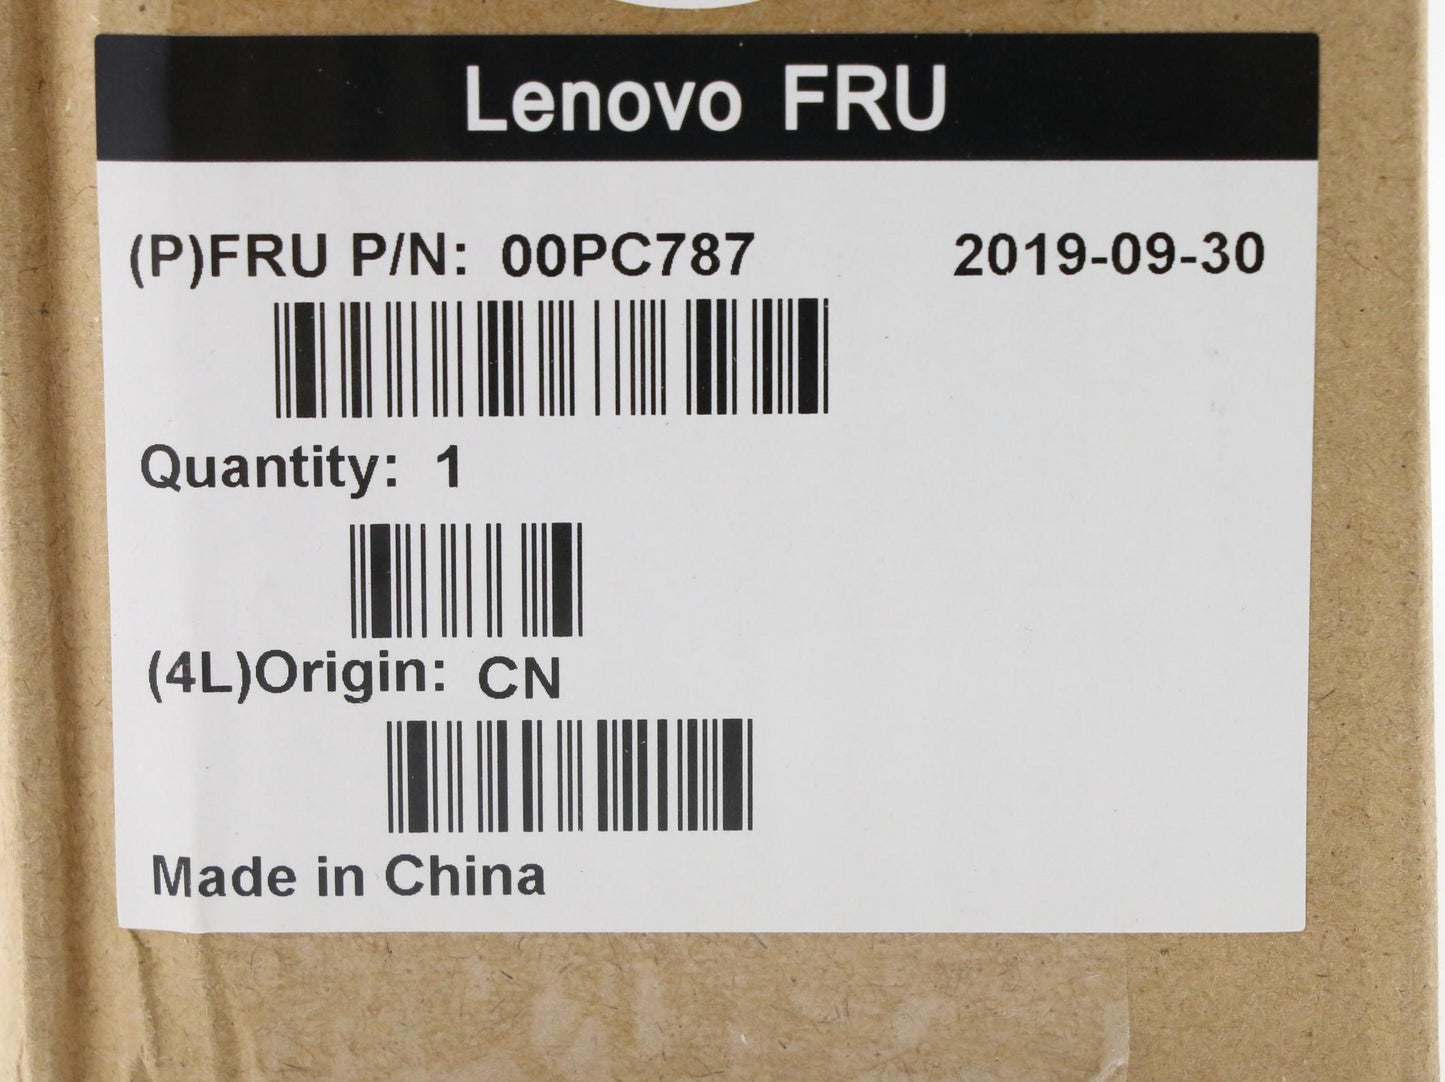 Lenovo FRU
(P)FRU P/N: 00PC787 2019-09-30
Quantity: 1
(4L)Origin: CN
Made in China